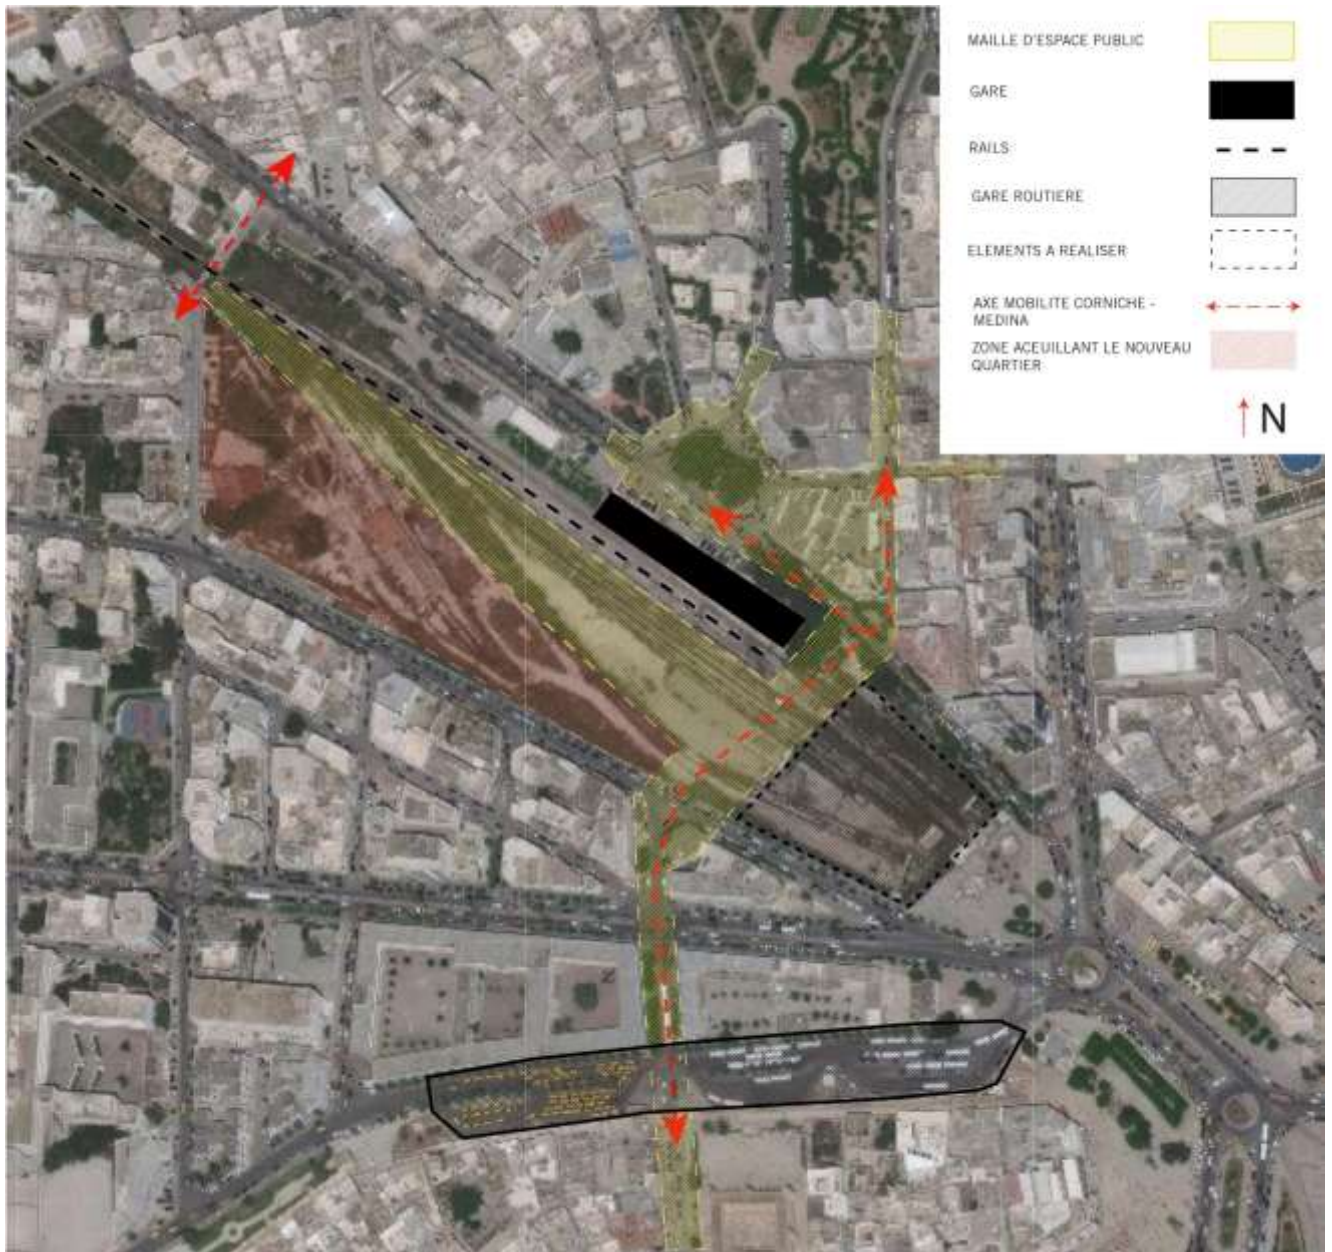 MAILLE D'ESPACE PUBLIC
GARE
RAILS
GARE ROUTIERE
ELEMENTS A REALISER
AXE MOBILITE CORNICHE -
MEDINA
ZONE ACEUILLANT LE NOUVEAU
QUARTIER
N